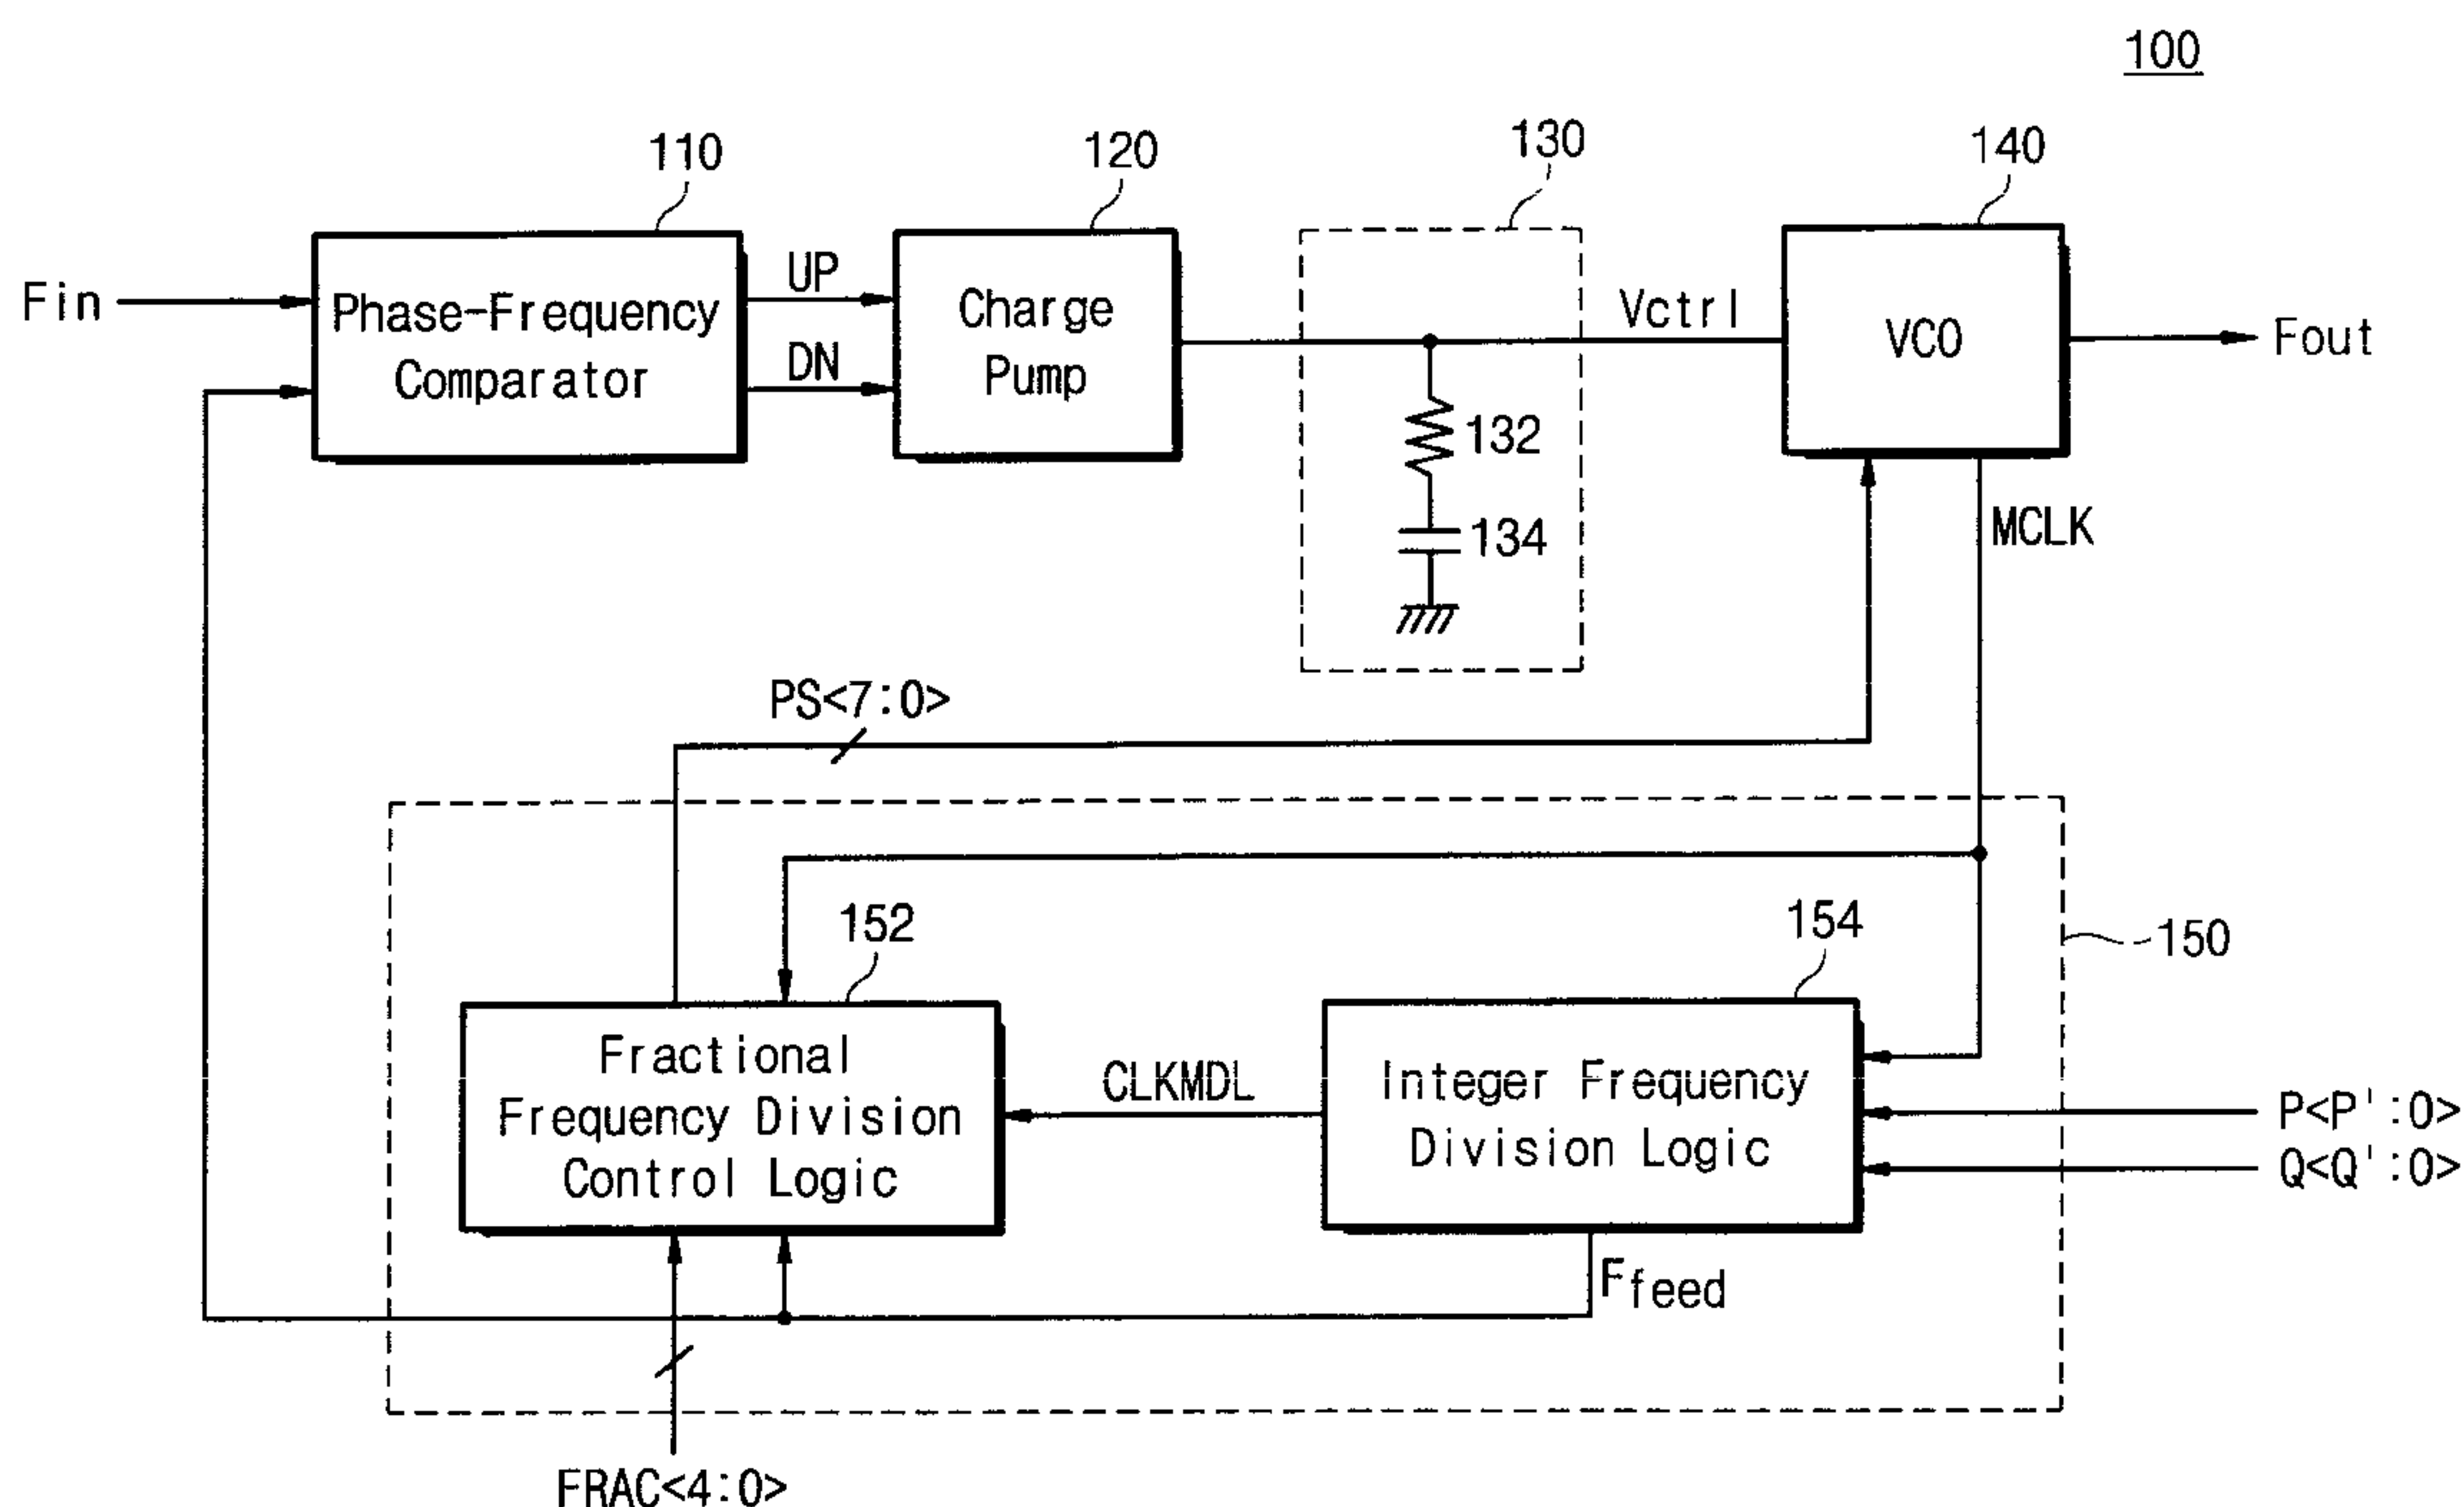 100
110
120
130
140
Fin
Phase-Frequency
Comparator
UP
DN
Charge
Pump
Vctrl
VCO
Fout
132
134
MCLK
PS<7:0>
152
154
150
Fractional
Frequency Division
Control Logic
CLKMDL
Integer Frequency
Division Logic
P<P':0>
Q<Q':0>
Ffeed
FRAC<4:0>